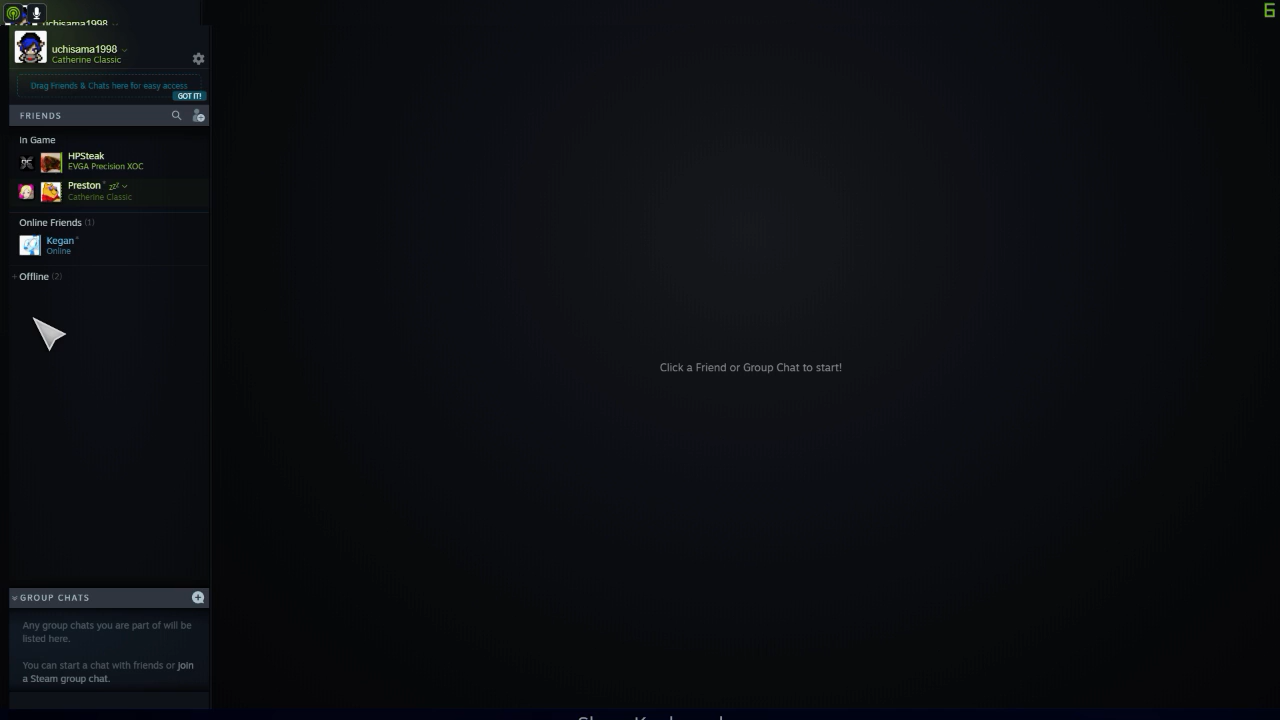 uchisama1998
6
uchisama1998
Catherine Classic
Drag Friends & Chats here for easy access
GOT IT!
FRIENDS
In Game
HPSteak
EVGA Precision XOC
Preston * zzz
Catherine Classic
Online Friends (1)
Kegan *
Online
+ Offline (2)
Click a Friend or Group Chat to start!
GROUP CHATS
Any group chats you are part of will be
listed here.
You can start a chat with friends or join
a Steam group chat.